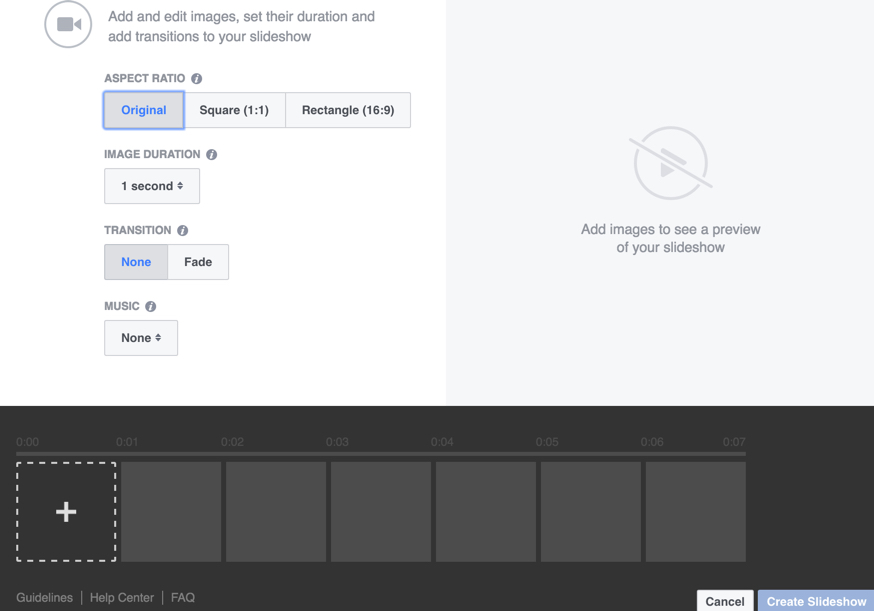 Add and edit images, set their duration and
add transitions to your slideshow
ASPECT RATIO
Original Square (1:1) Rectangle (16:9)
IMAGE DURATION
1 second
TRANSITION
None Fade
MUSIC
None
Add images to see a preview
of your slideshow
0:00 0:01 0:02 0:03 0:04 0:05 0:06 0:07
Guidelines | Help Center | FAQ
Cancel Create Slideshow